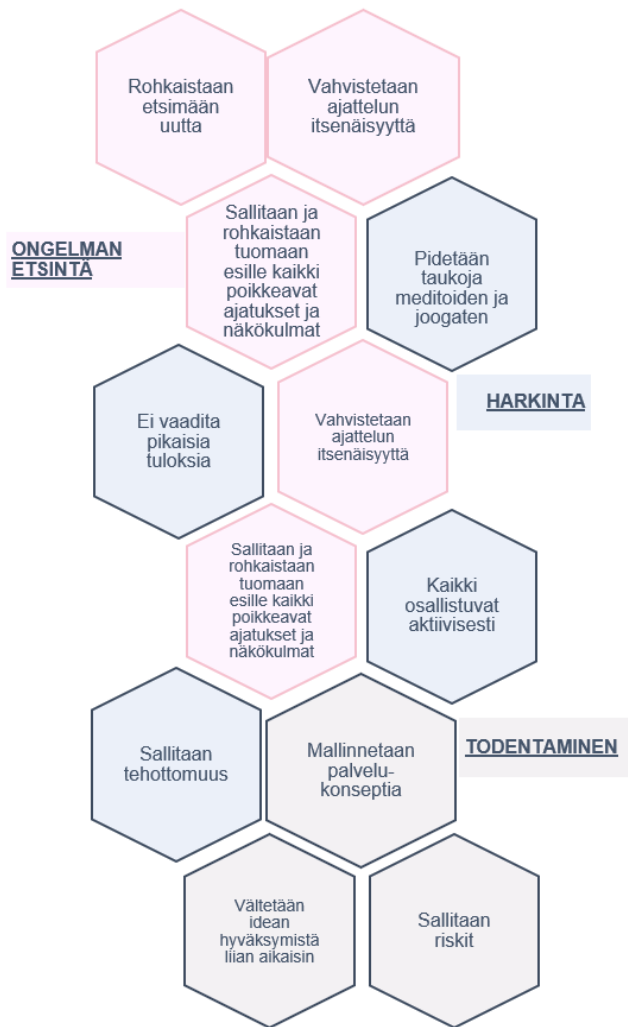 Rohkaistaan
etsimään
uutta
Vahvistetaan
ajattelun
itsenäisyyttä
Sallitaan ja
rohkaistaan
tuomaan
esille kaikki
poikkeavat
ajatukset ja
näkökulmat
ONGELMAN
ETSINTÄ
Pidetään
taukoja
meditoiden ja
joogaten
Ei vaadita
pikaisia
tuloksia
Vahvistetaan
ajattelun
itsenäisyyttä
HARKINTA
Sallitaan ja
rohkaistaan
tuomaan
esille kaikki
poikkeavat
ajatukset ja
näkökulmat
Kaikki
osallistuvat
aktiivisesti
Sallitaan
tehottomuus
Mallinnetaan
palvelu-
konseptia
TODENTAMINEN
Vältetään
idean
hyväksymistä
liian aikaisin
Sallitaan
riskit